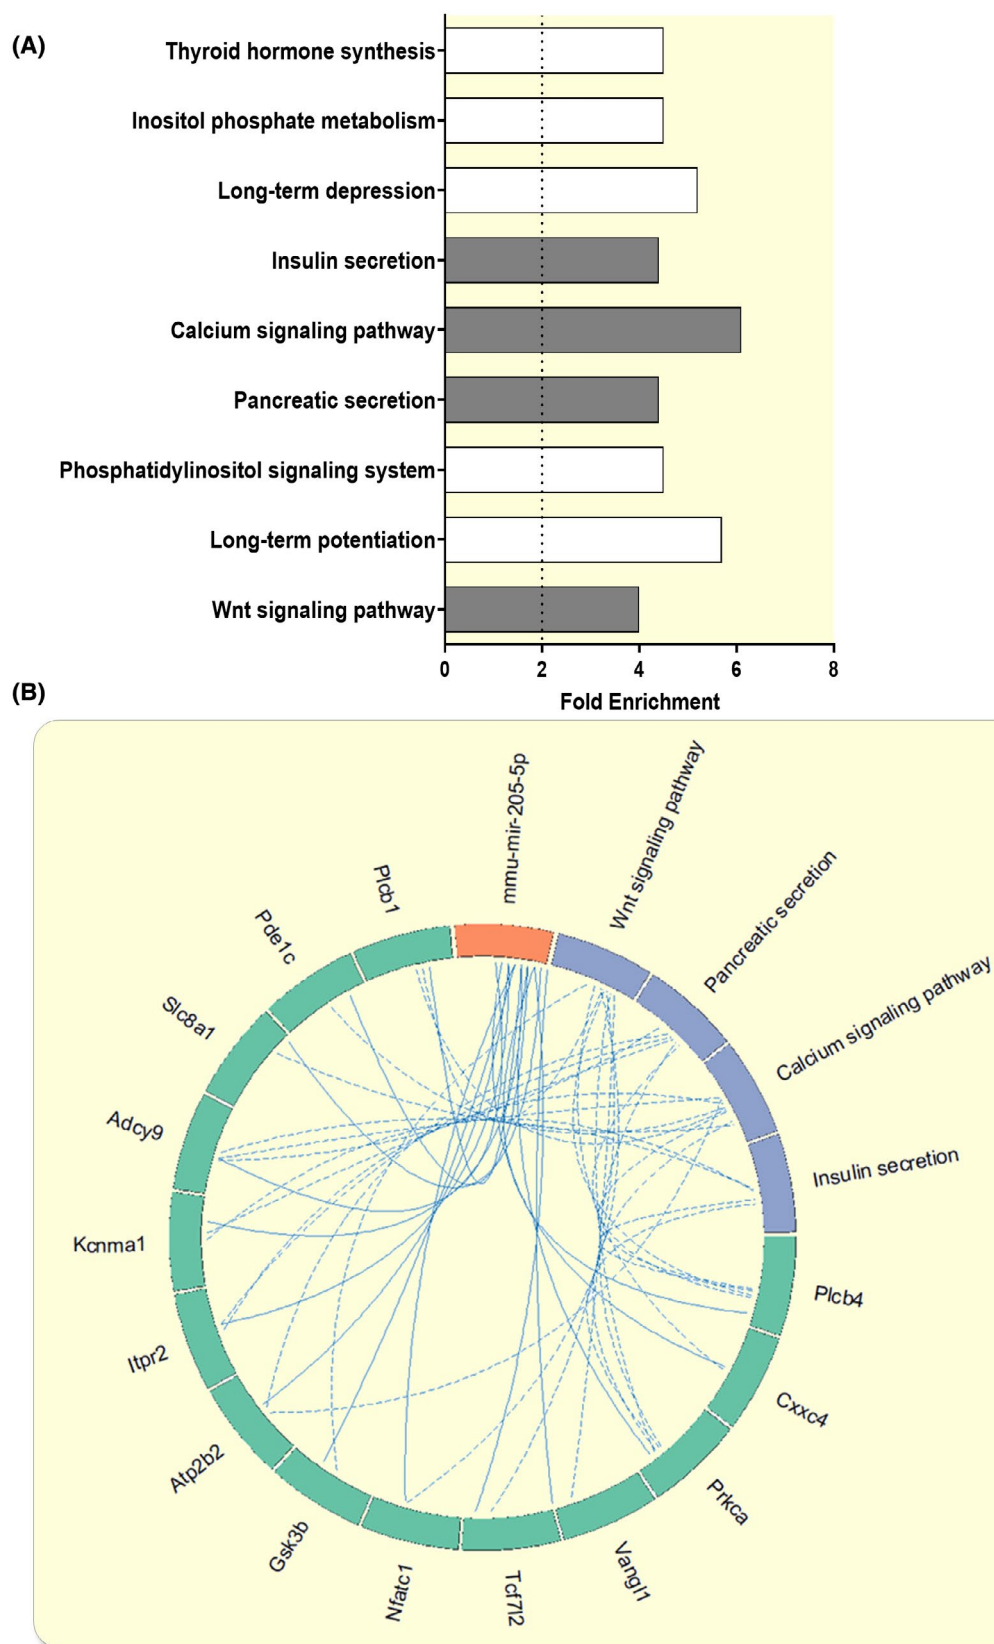 (A)
Thyroid hormone synthesis
Inositol phosphate metabolism
Long-term depression
Insulin secretion
Calcium signaling pathway
Pancreatic secretion
Phosphatidylinositol signaling system
Long-term potentiation
Wnt signaling pathway
0 2 4 6 8
Fold Enrichment
(B)
mmu-mir-205-5p
Wnt signaling pathway
Pancreatic secretion
Calcium signaling pathway
Insulin secretion
Plcb4
Cxxc4
Prkca
Vangl1
Tcf7l2
Nfatc1
Gsk3b
Atp2b2
Itpr2
Kcnma1
Adcy9
Slc8a1
Pde1c
Plcb1